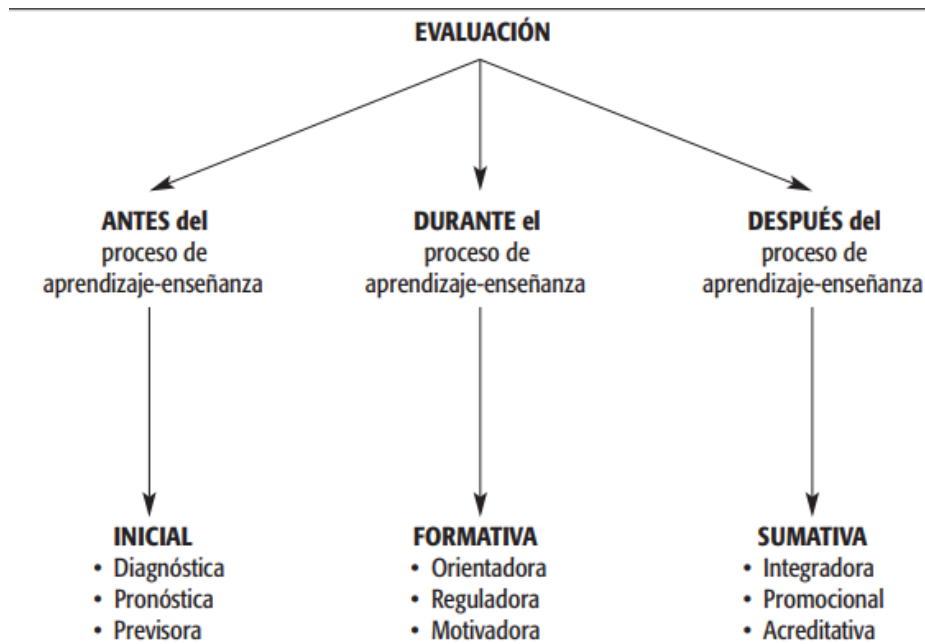 EVALUACIÓN
ANTES del
proceso de
aprendizaje-enseñanza
DURANTE el
proceso de
aprendizaje-enseñanza
DESPUÉS del
proceso de
aprendizaje-enseñanza
INICIAL
• Diagnóstica
• Pronóstica
• Previsora
FORMATIVA
• Orientadora
• Reguladora
• Motivadora
SUMATIVA
• Integradora
• Promocional
• Acreditativa